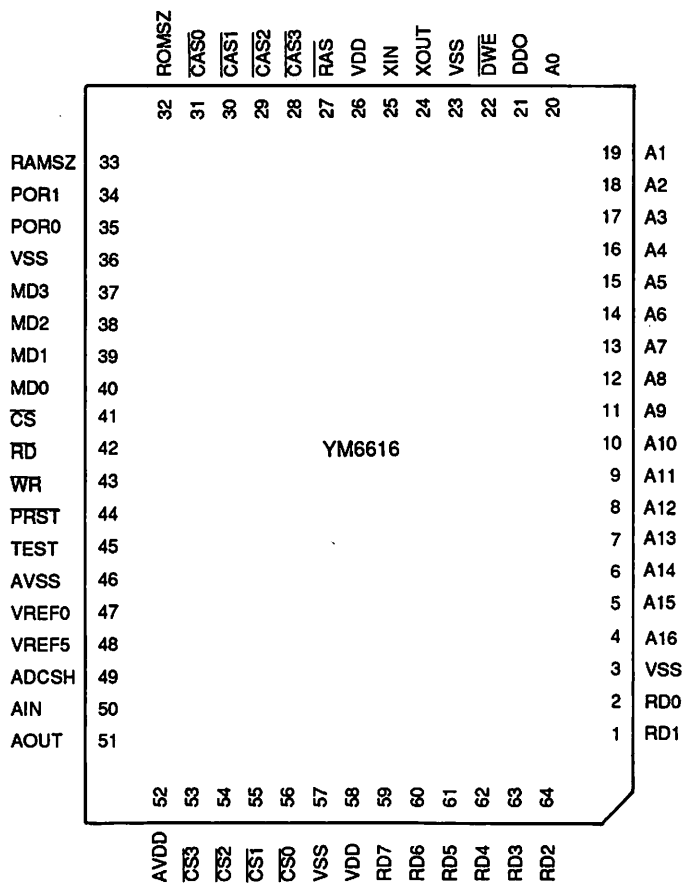 ROMSZ CAS0 CAS1 CAS2 CAS3 RAS VDD XIN XOUT VSS DWE DDO A0
32 31 30 29 28 27 26 25 24 23 22 21 20
RAMSZ 33 19 A1
POR1 34 18 A2
POR0 35 17 A3
VSS 36 16 A4
MD3 37 15 A5
MD2 38 14 A6
MD1 39 13 A7
MD0 40 12 A8
CS 41 11 A9
RD 42 YM6616 10 A10
WR 43 9 A11
PRST 44 8 A12
TEST 45 7 A13
AVSS 46 6 A14
VREF0 47 5 A15
VREF5 48 4 A16
ADCSH 49 3 VSS
AIN 50 2 RD0
AOUT 51 1 RD1
52 53 54 55 56 57 58 59 60 61 62 63 64
AVDD CS3 CS2 CS1 CS0 VSS VDD RD7 RD6 RD5 RD4 RD3 RD2